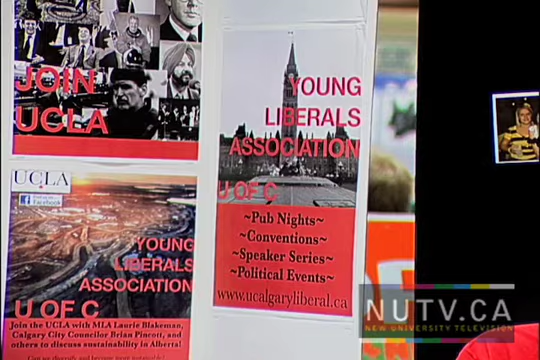 JOIN
UCLA
YOUNG
LIBERALS
ASSOCIATION
U OF C
~Pub Nights~
~Conventions~
~Speaker Series~
~Political Events~
www.ucalgaryliberal.ca
UCLA
Facebook
YOUNG
LIBERALS
ASSOCIATION
U OF C
Join the UCLA with MLA Laurie Blakeman,
Calgary City Councilor Brian Pincott, and
others to discuss sustainability in Alberta!
NUTV.CA
NEW UNIVERSITY TELEVISION